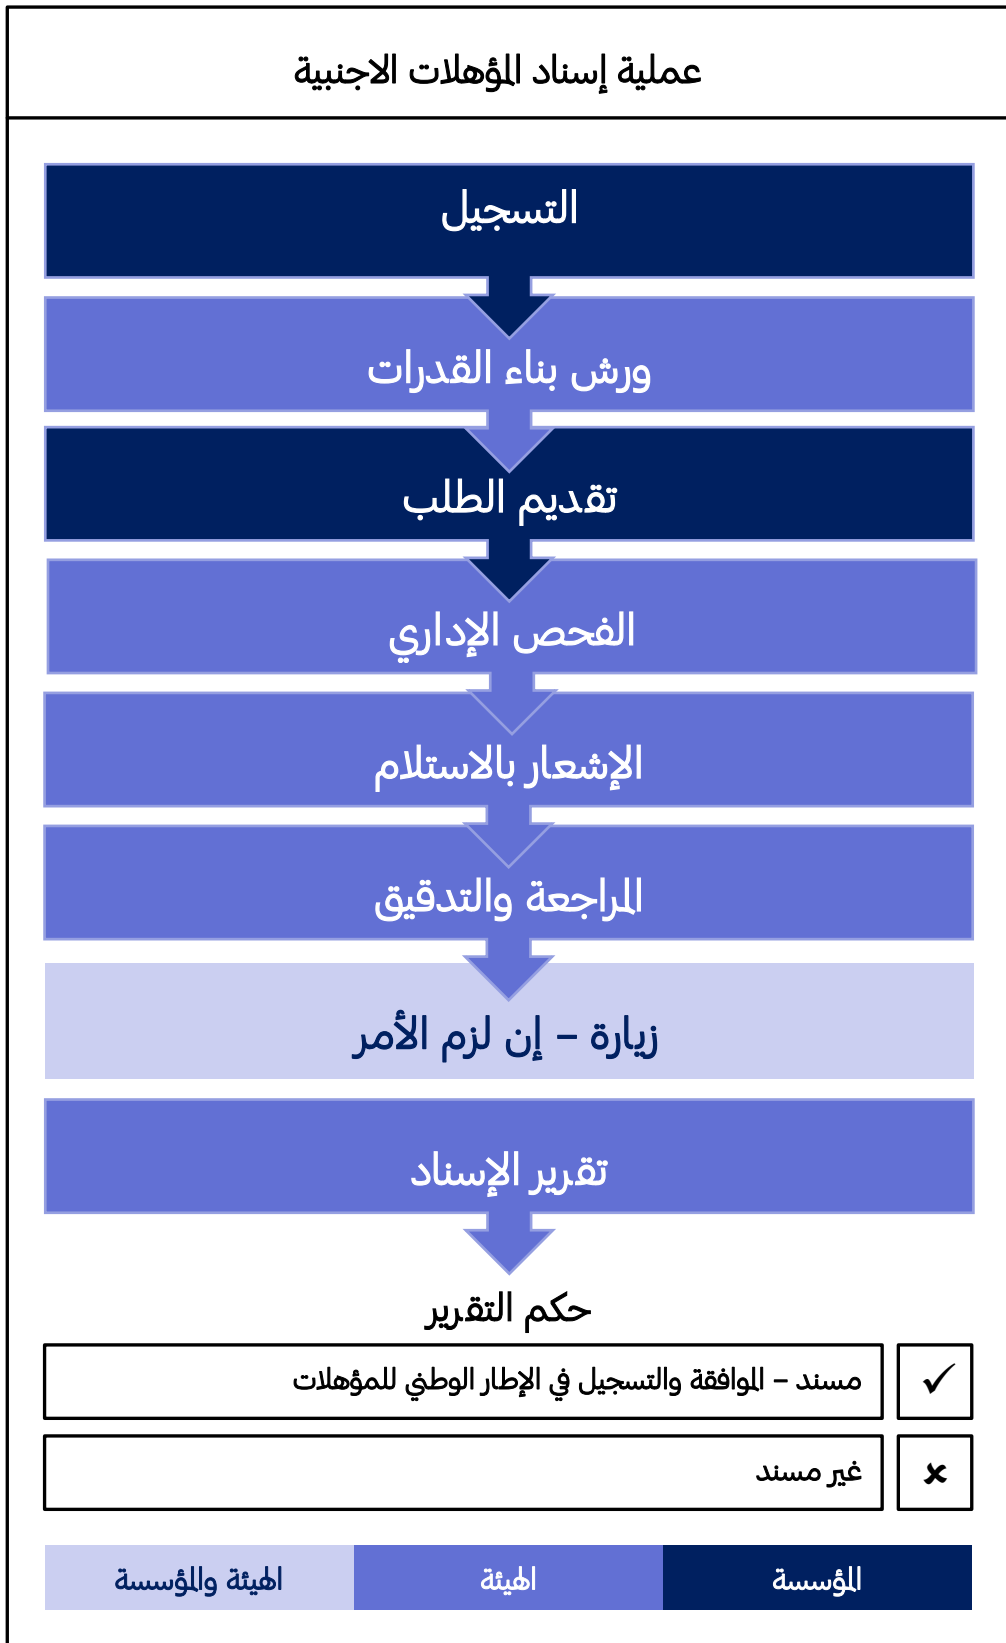 عملية إسناد المؤهلات الاجنبية
التسجيل
ورش بناء القدرات
تقديم الطلب
الفحص الإداري
الإشعار بالاستلام
المراجعة والتدقيق
زيارة – إن لزم الأمر
تقرير الإسناد
حكم التقرير
مسند – الموافقة والتسجيل في الإطار الوطني للمؤهلات
غير مسند
المؤسسة
الهيئة
الهيئة والمؤسسة